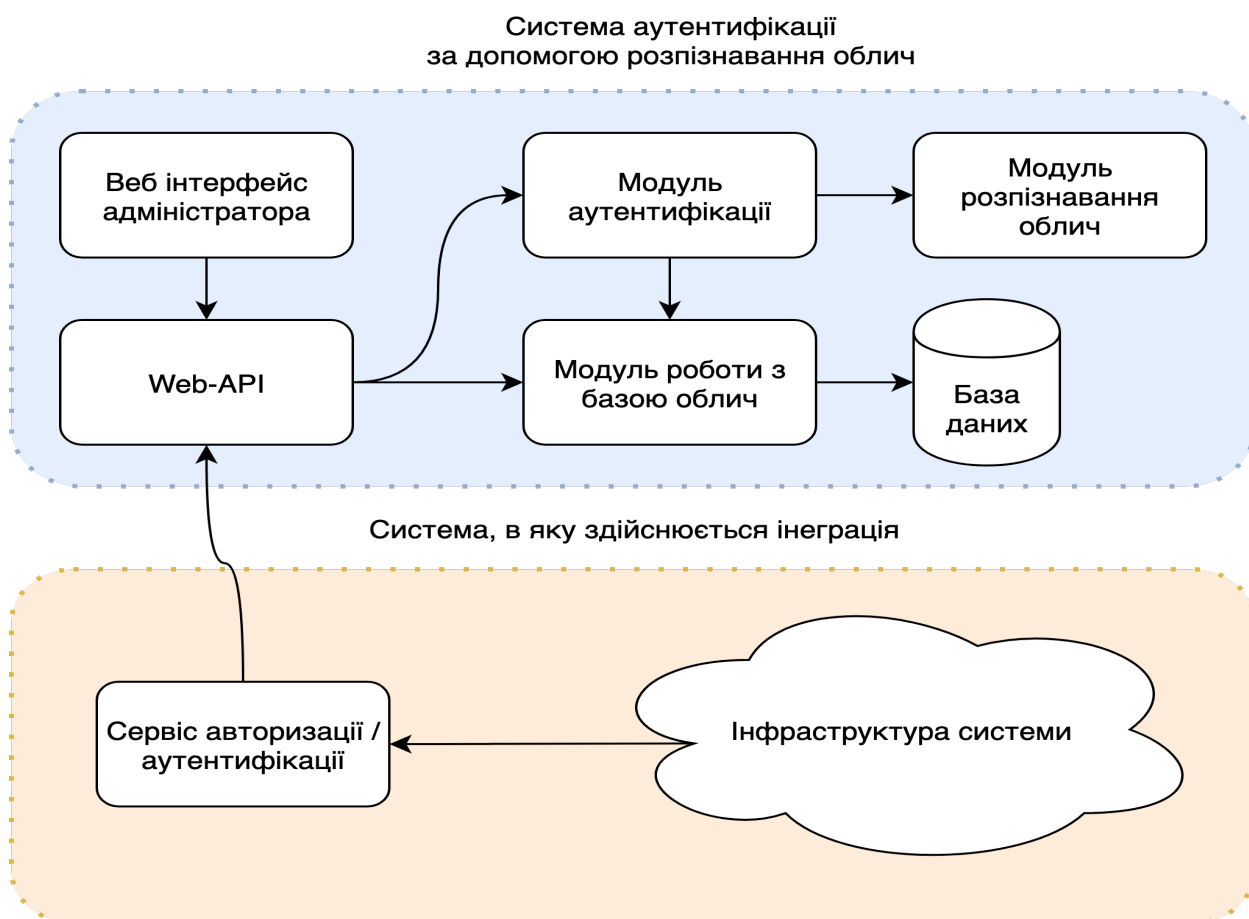 Система аутентифікації
за допомогою розпізнавання облич
Веб інтерфейс
адміністратора
Модуль
аутентифікації
Модуль
розпізнавання
облич
Web-API
Модуль роботи з
базою облич
База
даних
Система, в яку здійснюється інеграція
Сервіс авторизації /
аутентифікації
Інфраструктура системи